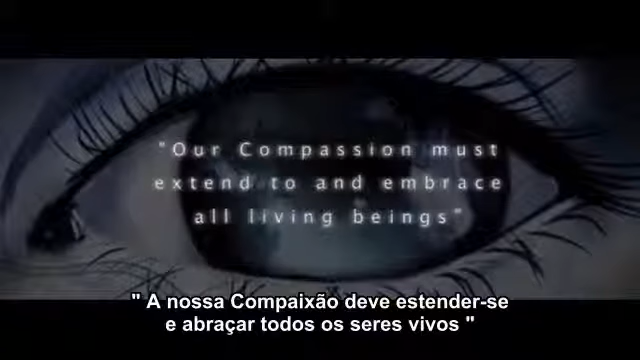 "Our Compassion must
extend to and embrace
all living beings"
" A nossa Compaixão deve estender-se
e abraçar todos os seres vivos "